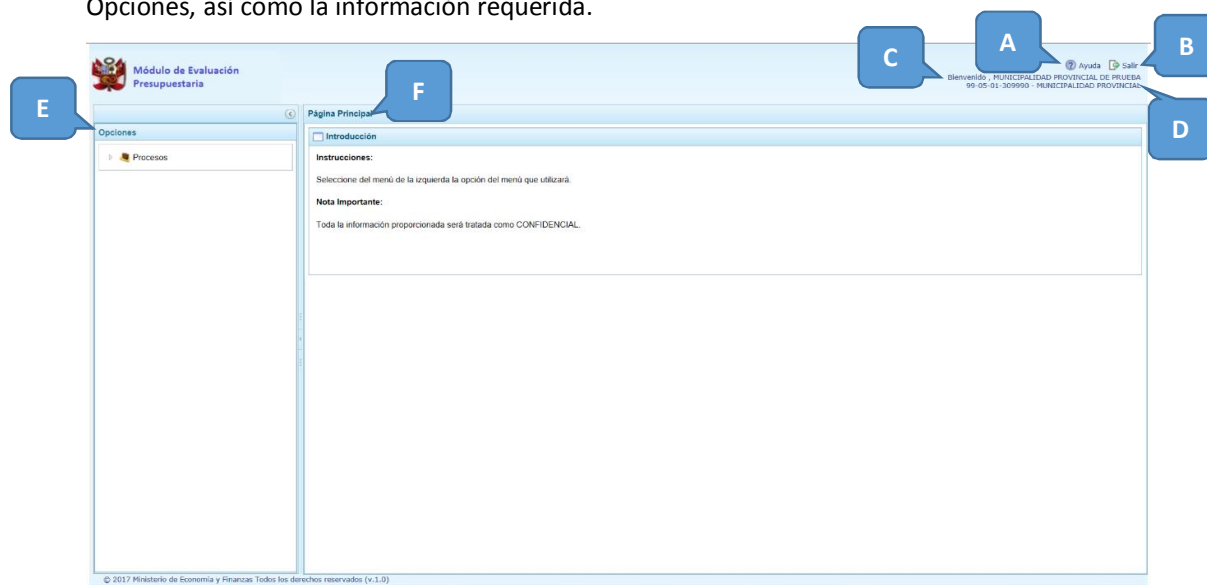 Opciones, así como la información requerida.
A
B
C
D
E
F
Módulo de Evaluación
Presupuestaria
Ayuda Salir
Bienvenido , MUNICIPALIDAD PROVINCIAL DE PRUEBA
99-05-01-309990 - MUNICIPALIDAD PROVINCIAL
Opciones
Procesos
Página Principal
Introducción
Instrucciones:
Seleccione del menú de la izquierda la opción del menú que utilizará.
Nota Importante:
Toda la información proporcionada será tratada como CONFIDENCIAL.
© 2017 Ministerio de Economía y Finanzas Todos los derechos reservados (v.1.0)